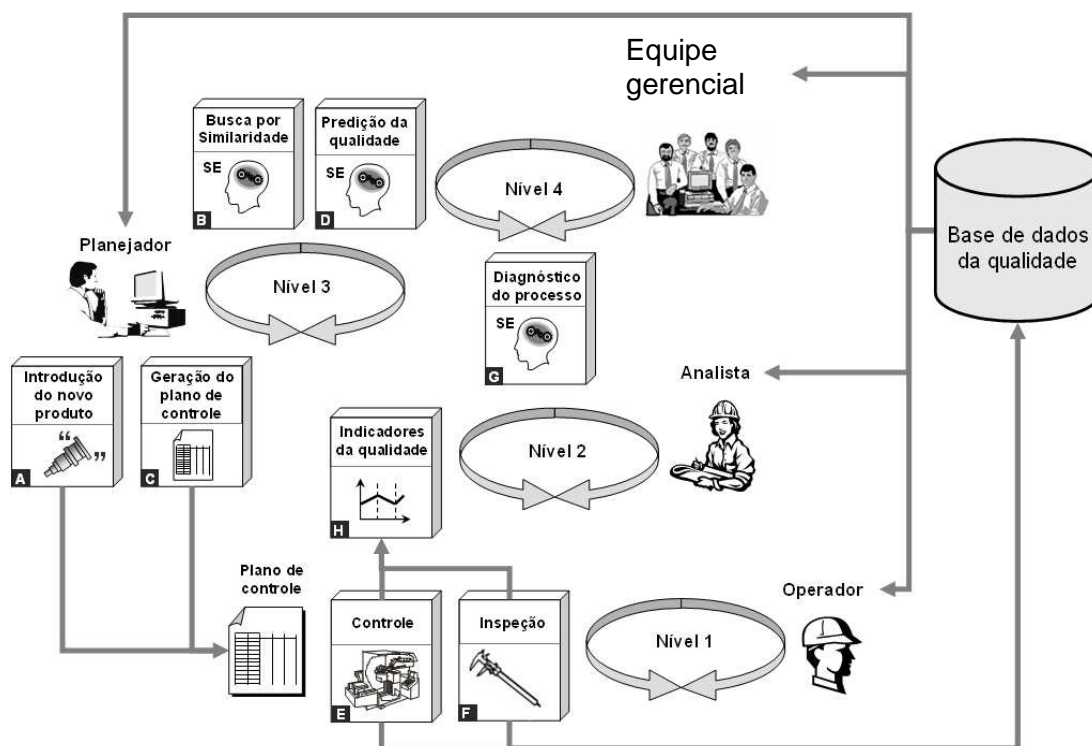 Equipe
gerencial
Busca por
Similaridade
SE
B
Predição da
qualidade
SE
D
Nível 4
Base de dados
da qualidade
Planejador
Nível 3
Diagnóstico
do processo
SE
G
Introdução
do novo
produto
“
”
A
Geração do
plano de
controle
C
Analista
Indicadores
da qualidade
H
Nível 2
Plano de
controle
Controle
E
Inspeção
F
Nível 1
Operador